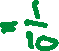 = 1/10